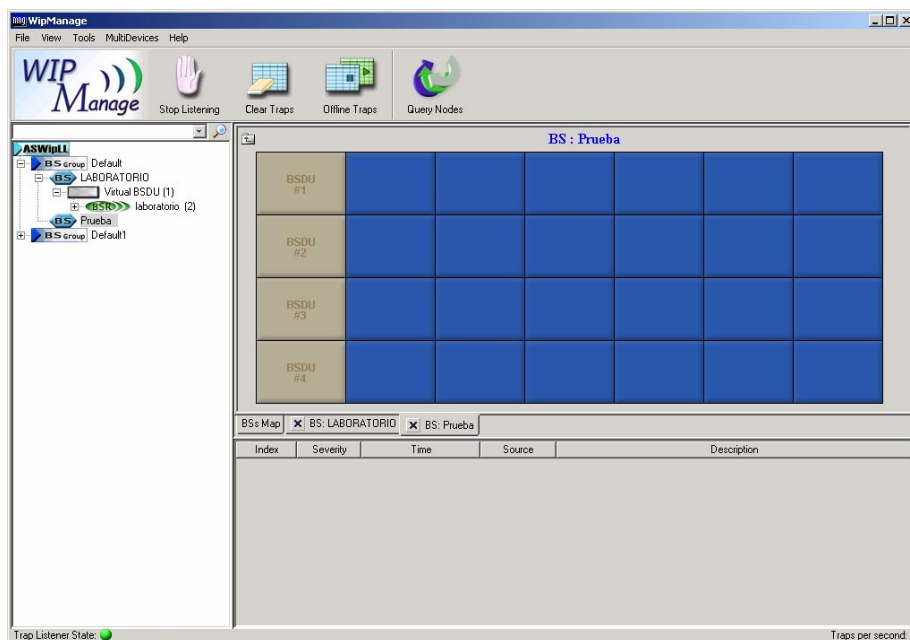 WipManage
File View Tools MultiDevices Help
WIP Manage
Stop Listening
Clear Traps
Offline Traps
Query Nodes
ASWipLL
BS Group Default
BS LABORATORIO
Virtual BSDU (1)
BSR laboratorio (2)
BS Prueba
BS Group Default1
BS : Prueba
BSDU
#1
BSDU
#2
BSDU
#3
BSDU
#4
BSs Map BS: LABORATORIO BS: Prueba
Index Severity Time Source Description
Trap Listener State: Traps per second: